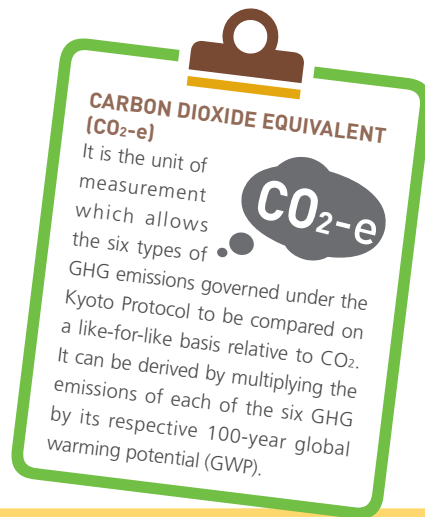 CARBON DIOXIDE EQUIVALENT
(CO₂-e)
It is the unit of
measurement
which allows
the six types of
CO₂-e
GHG emissions governed under the
Kyoto Protocol to be compared on
a like-for-like basis relative to CO₂.
It can be derived by multiplying the
emissions of each of the six GHG
by its respective 100-year global
warming potential (GWP).